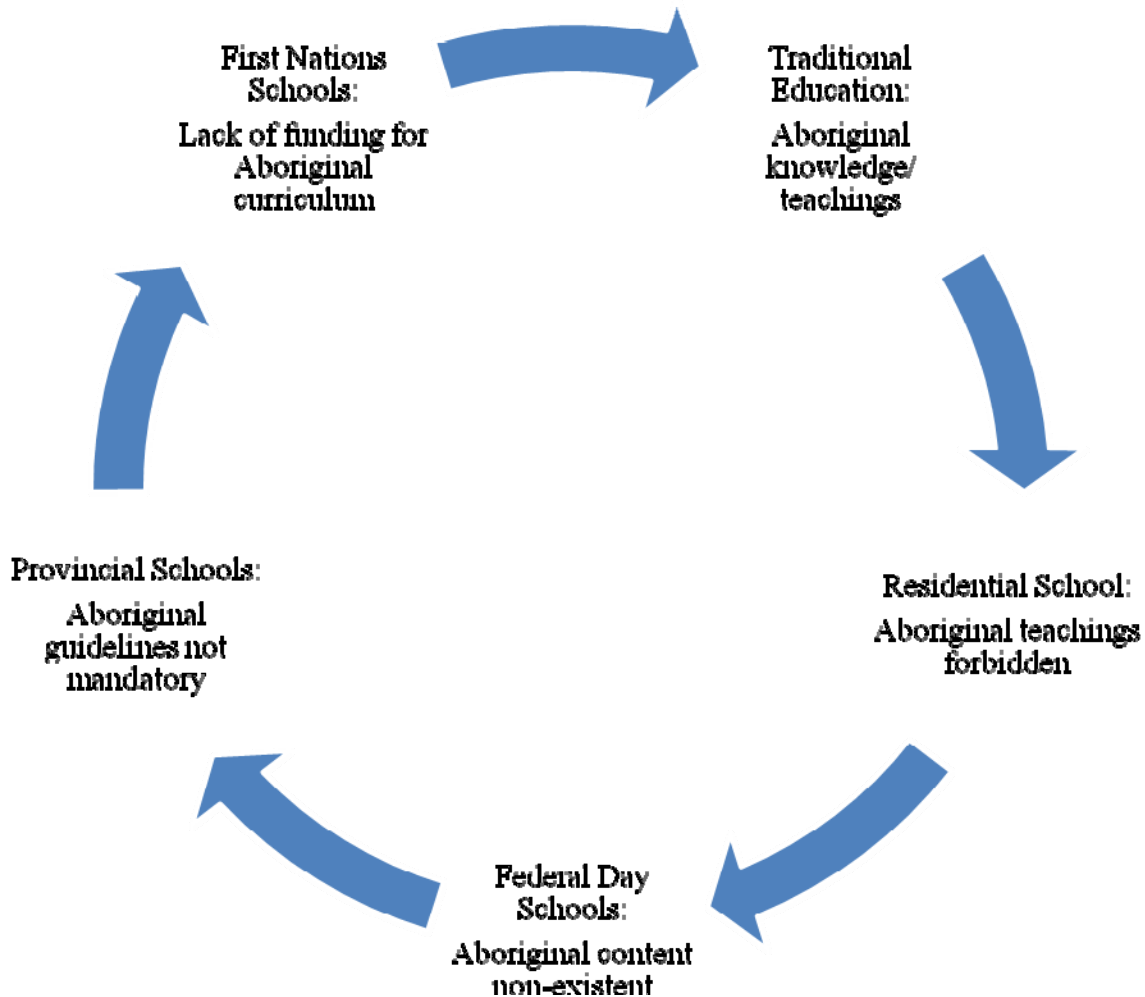 First Nations
Schools:
Lack of funding for
Aboriginal
curriculum
Traditional
Education:
Aboriginal
knowledge/
teachings
Residential School:
Aboriginal teachings
forbidden
Federal Day
Schools:
Aboriginal content
non-existent
Provincial Schools:
Aboriginal
guidelines not
mandatory